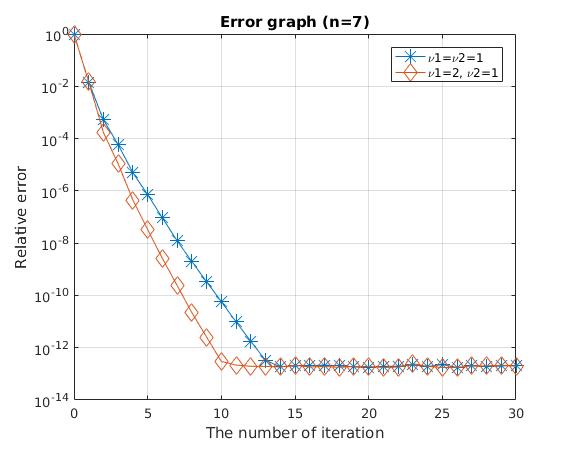 Error graph (n=7)
10^0
10^-2
10^-4
10^-6
10^-8
10^-10
10^-12
10^-14
Relative error
ν1=ν2=1
ν1=2, ν2=1
0 5 10 15 20 25 30
The number of iteration